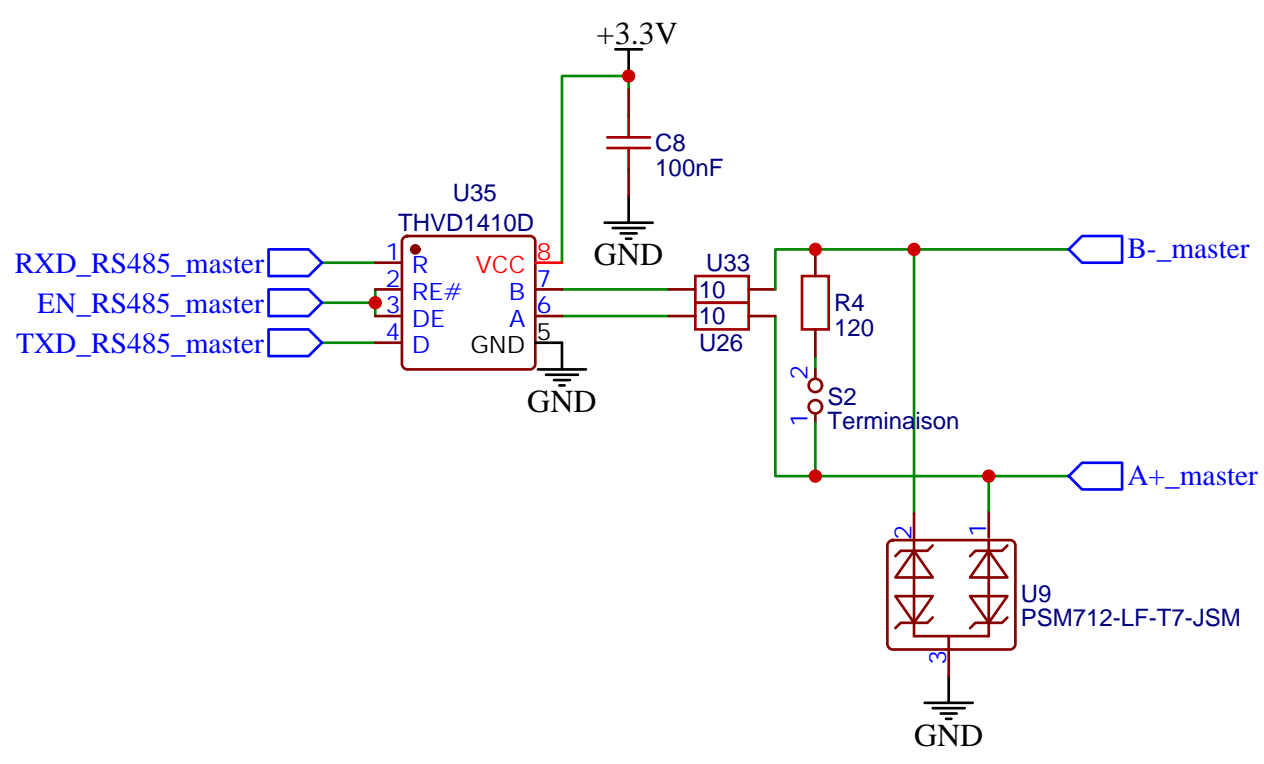 +3.3V
C8
100nF
GND
U35
THVD1410D
RXD_RS485_master
EN_RS485_master
TXD_RS485_master
1
2
3
4
R
RE#
DE
D
VCC
B
A
GND
8
7
6
5
GND
U33
10
10
U26
R4
120
2
S2
1
Terminaison
B-_master
A+_master
2
1
U9
PSM712-LF-T7-JSM
3
GND